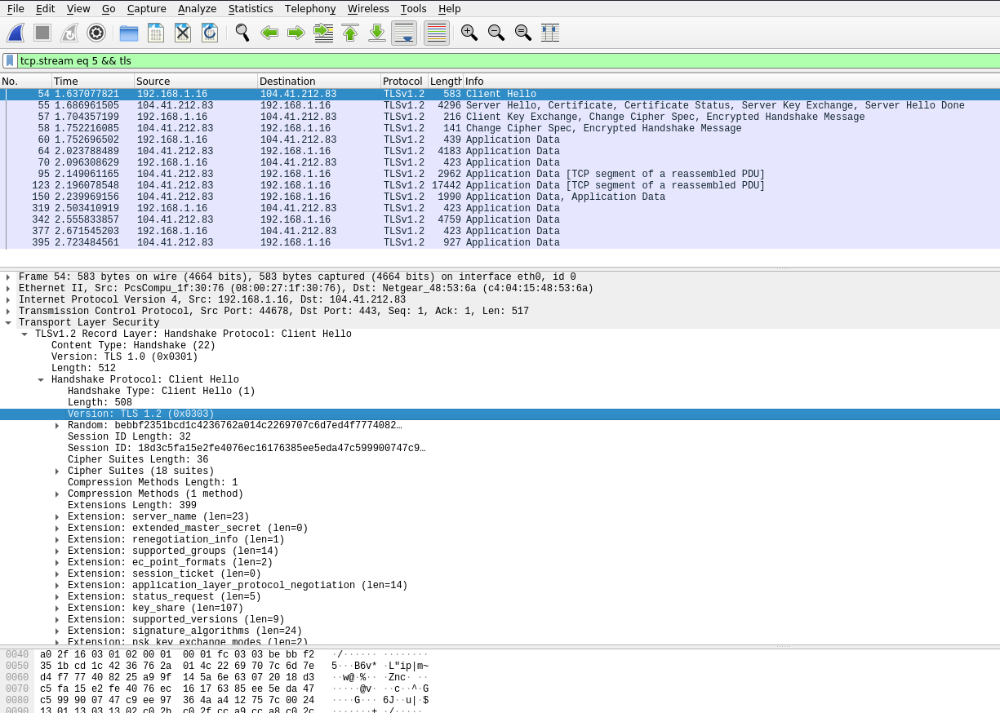 File Edit View Go Capture Analyze Statistics Telephony Wireless Tools Help
tcp.stream eq 5 && tls
No. Time Source Destination Protocol Length Info
54 1.637077821 192.168.1.16 104.41.212.83 TLSv1.2 583 Client Hello
55 1.686961505 104.41.212.83 192.168.1.16 TLSv1.2 4296 Server Hello, Certificate, Certificate Status, Server Key Exchange, Server Hello Done
57 1.704357199 192.168.1.16 104.41.212.83 TLSv1.2 216 Client Key Exchange, Change Cipher Spec, Encrypted Handshake Message
58 1.752216085 104.41.212.83 192.168.1.16 TLSv1.2 141 Change Cipher Spec, Encrypted Handshake Message
60 1.752696502 192.168.1.16 104.41.212.83 TLSv1.2 439 Application Data
64 2.023788489 104.41.212.83 192.168.1.16 TLSv1.2 4183 Application Data
70 2.096308629 192.168.1.16 104.41.212.83 TLSv1.2 423 Application Data
95 2.149061165 104.41.212.83 192.168.1.16 TLSv1.2 2962 Application Data [TCP segment of a reassembled PDU]
123 2.196078548 104.41.212.83 192.168.1.16 TLSv1.2 17442 Application Data [TCP segment of a reassembled PDU]
150 2.239969156 104.41.212.83 192.168.1.16 TLSv1.2 1990 Application Data, Application Data
319 2.503410919 192.168.1.16 104.41.212.83 TLSv1.2 423 Application Data
342 2.555833857 104.41.212.83 192.168.1.16 TLSv1.2 4759 Application Data
377 2.671545203 192.168.1.16 104.41.212.83 TLSv1.2 423 Application Data
395 2.723484561 104.41.212.83 192.168.1.16 TLSv1.2 927 Application Data
Frame 54: 583 bytes on wire (4664 bits), 583 bytes captured (4664 bits) on interface eth0, id 0
Ethernet II, Src: PcsCompu_1f:30:76 (08:00:27:1f:30:76), Dst: Netgear_48:53:6a (c4:04:15:48:53:6a)
Internet Protocol Version 4, Src: 192.168.1.16, Dst: 104.41.212.83
Transmission Control Protocol, Src Port: 44678, Dst Port: 443, Seq: 1, Ack: 1, Len: 517
Transport Layer Security
TLSv1.2 Record Layer: Handshake Protocol: Client Hello
Content Type: Handshake (22)
Version: TLS 1.0 (0x0301)
Length: 512
Handshake Protocol: Client Hello
Handshake Type: Client Hello (1)
Length: 508
Version: TLS 1.2 (0x0303)
Random: bebbf2351bcd1c4236762a014c2269707c6d7ed4f7774082…
Session ID Length: 32
Session ID: 18d3c5fa15e2fe4076ec16176385ee5eda47c599900747c9…
Cipher Suites Length: 36
Cipher Suites (18 suites)
Compression Methods Length: 1
Compression Methods (1 method)
Extensions Length: 399
Extension: server_name (len=23)
Extension: extended_master_secret (len=0)
Extension: renegotiation_info (len=1)
Extension: supported_groups (len=14)
Extension: ec_point_formats (len=2)
Extension: session_ticket (len=0)
Extension: application_layer_protocol_negotiation (len=14)
Extension: status_request (len=5)
Extension: key_share (len=107)
Extension: supported_versions (len=9)
Extension: signature_algorithms (len=24)
Extension: psk_key_exchange_modes (len=2)
0040 a0 2f 16 03 01 02 00 01 00 01 fc 03 03 be bb f2 ·/······ ········
0050 35 1b cd 1c 42 36 76 2a 01 4c 22 69 70 7c 6d 7e 5···B6v* ·L"ip|m~
0060 d4 f7 77 40 82 25 a9 9f 14 5a 6e 63 07 20 18 d3 ··w@·%·· ·Znc· ··
0070 c5 fa 15 e2 fe 40 76 ec 16 17 63 85 ee 5e da 47 ·····@v· ··c··^·G
0080 c5 99 90 07 47 c9 ee 97 36 4a a4 12 75 7c 00 24 ····G··· 6J··u|·$
0090 13 01 13 03 13 02 c0 2b c0 2f cc a9 cc a8 c0 2c ·······+ ·/·····,